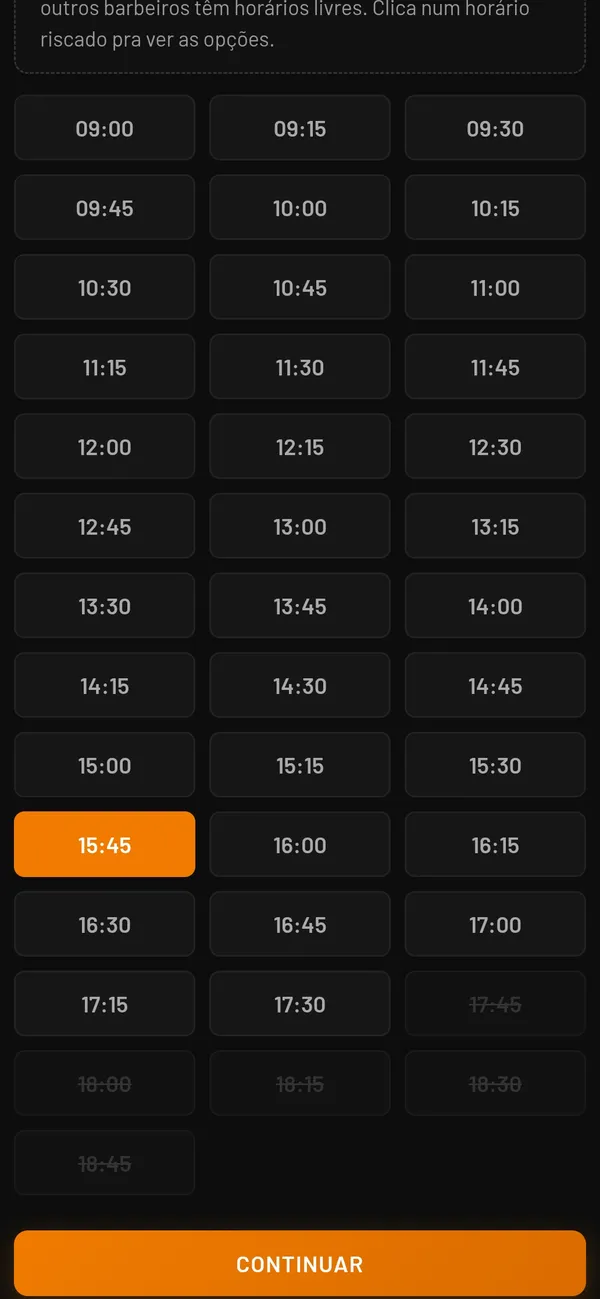 outros barbeiros têm horários livres. Clica num horário
riscado pra ver as opções.
09:00 09:15 09:30
09:45 10:00 10:15
10:30 10:45 11:00
11:15 11:30 11:45
12:00 12:15 12:30
12:45 13:00 13:15
13:30 13:45 14:00
14:15 14:30 14:45
15:00 15:15 15:30
15:45 16:00 16:15
16:30 16:45 17:00
17:15 17:30 17:45
18:00 18:15 18:30
18:45
CONTINUAR